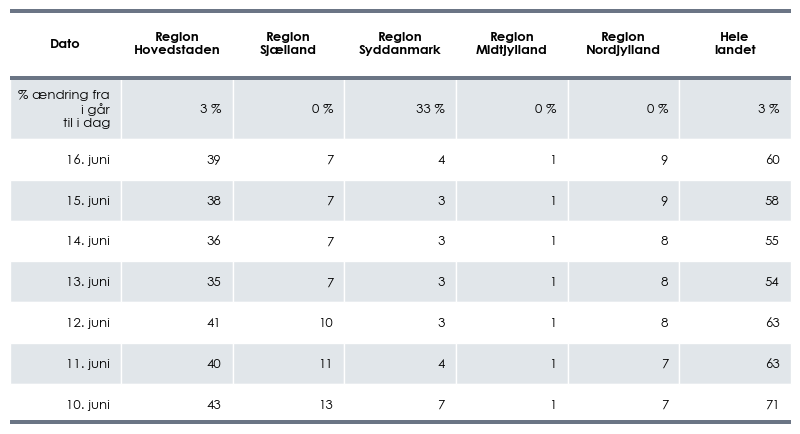 Dato Region Hovedstaden Region Sjælland Region Syddanmark Region Midtjylland Region Nordjylland Hele landet
% ændring fra i går til i dag 3 % 0 % 33 % 0 % 0 % 3 %
16. juni 39 7 4 1 9 60
15. juni 38 7 3 1 9 58
14. juni 36 7 3 1 8 55
13. juni 35 7 3 1 8 54
12. juni 41 10 3 1 8 63
11. juni 40 11 4 1 7 63
10. juni 43 13 7 1 7 71